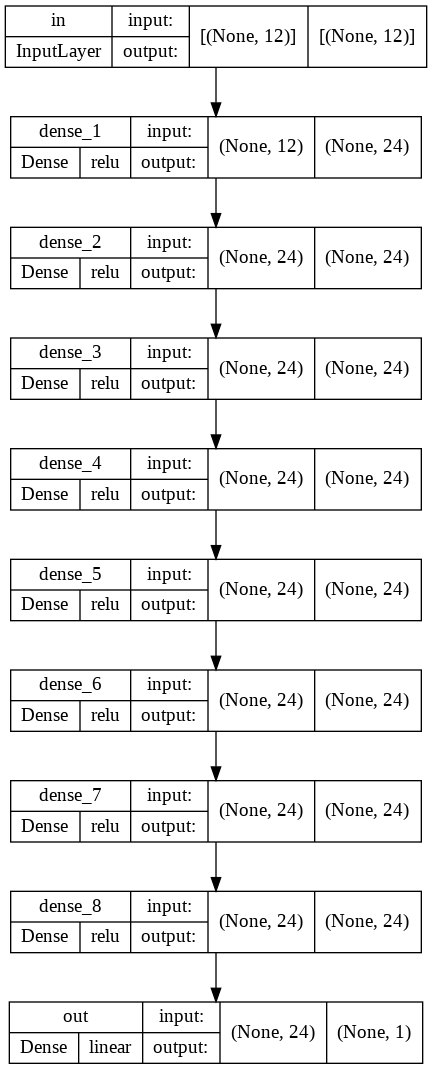 in input: [(None, 12)] [(None, 12)]
InputLayer output:
dense_1 input: (None, 12) (None, 24)
Dense relu output:
dense_2 input: (None, 24) (None, 24)
Dense relu output:
dense_3 input: (None, 24) (None, 24)
Dense relu output:
dense_4 input: (None, 24) (None, 24)
Dense relu output:
dense_5 input: (None, 24) (None, 24)
Dense relu output:
dense_6 input: (None, 24) (None, 24)
Dense relu output:
dense_7 input: (None, 24) (None, 24)
Dense relu output:
dense_8 input: (None, 24) (None, 24)
Dense relu output:
out input: (None, 24) (None, 1)
Dense linear output: